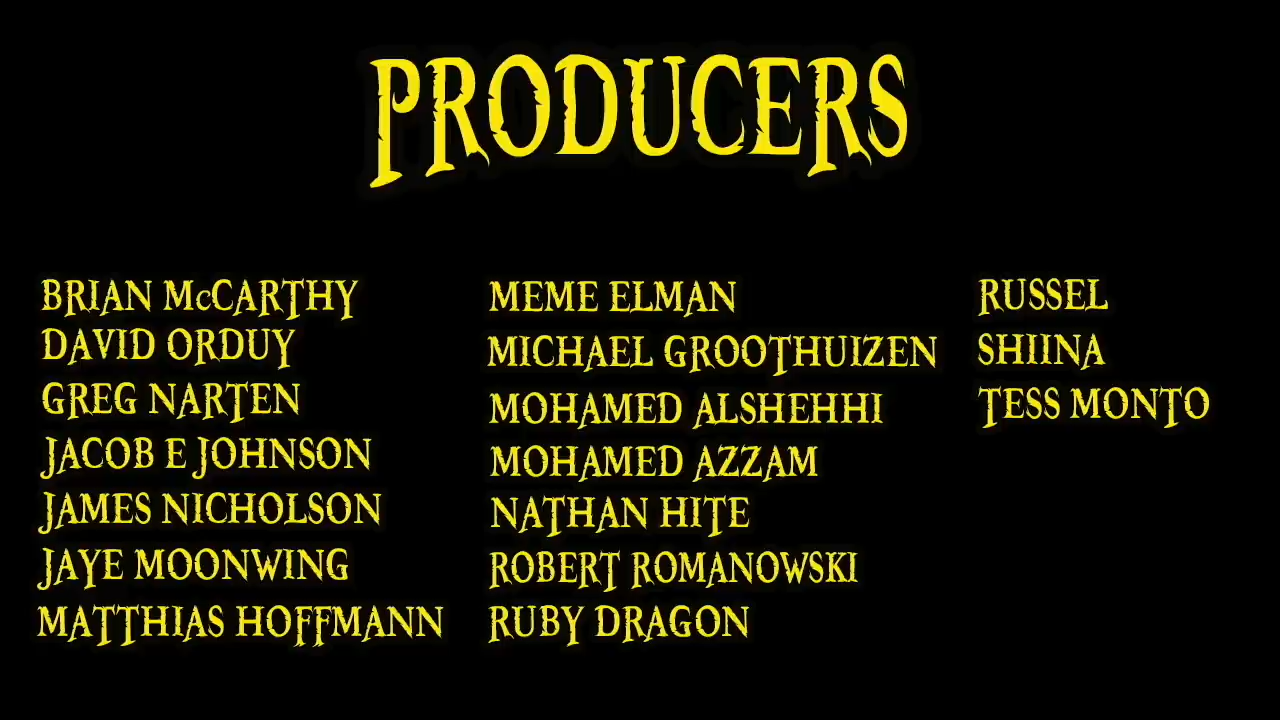 PRODUCERS
BRIAN McCARTHY
DAVID ORDUY
GREG NARTEN
JACOB E JOHNSON
JAMES NICHOLSON
JAYE MOONWING
MATTHIAS HOFFMANN
MEME ELMAN
MICHAEL GROOTHUIZEN
MOHAMED ALSHEHHI
MOHAMED AZZAM
NATHAN HITE
ROBERT ROMANOWSKI
RUBY DRAGON
RUSSEL
SHIINA
TESS MONTO